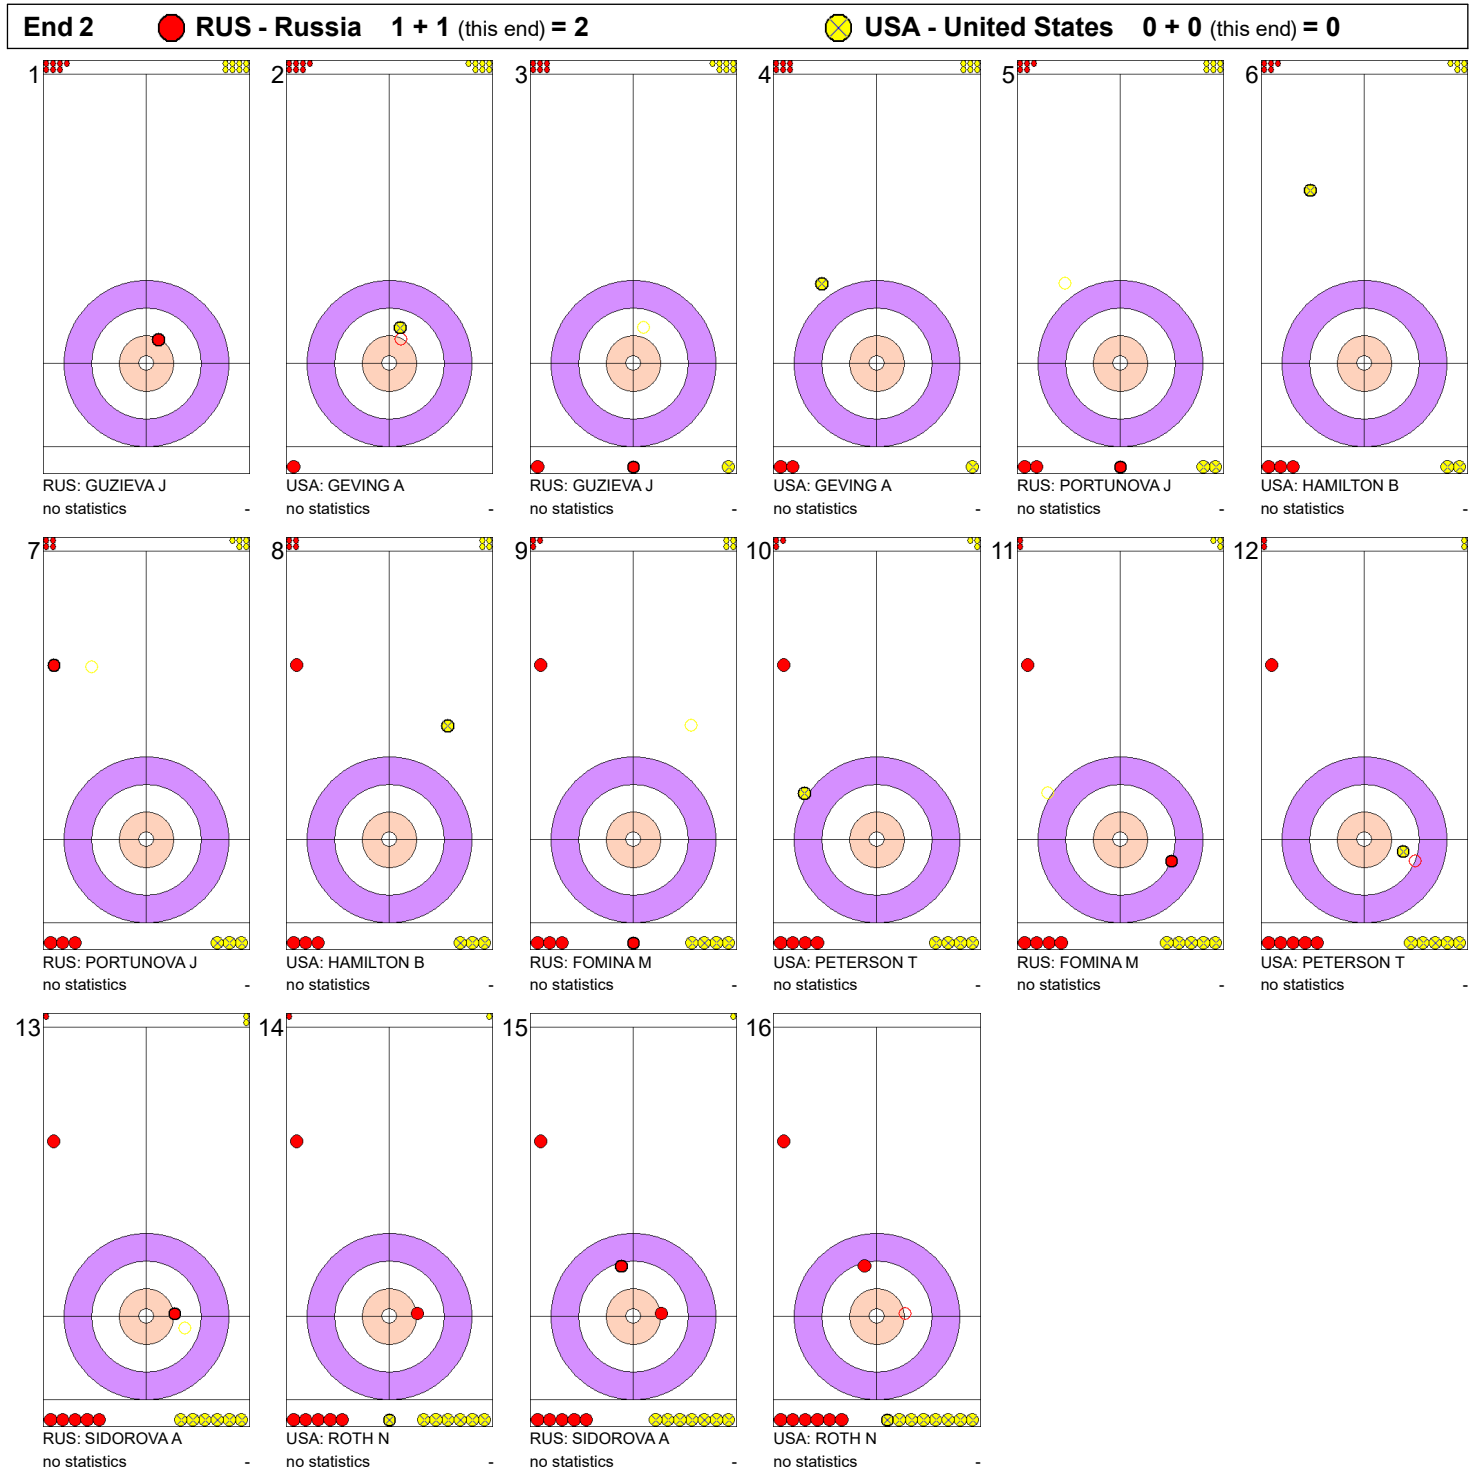 End 2 RUS - Russia 1 + 1 (this end) = 2 USA - United States 0 + 0 (this end) = 0
1 2 3 4 5 6
RUS: GUZIEVA J USA: GEVING A RUS: GUZIEVA J USA: GEVING A RUS: PORTUNOVA J USA: HAMILTON B
no statistics - no statistics - no statistics - no statistics - no statistics - no statistics -
7 8 9 10 11 12
RUS: PORTUNOVA J USA: HAMILTON B RUS: FOMINA M USA: PETERSON T RUS: FOMINA M USA: PETERSON T
no statistics - no statistics - no statistics - no statistics - no statistics - no statistics -
13 14 15 16
RUS: SIDOROVA A USA: ROTH N RUS: SIDOROVA A USA: ROTH N
no statistics - no statistics - no statistics - no statistics -